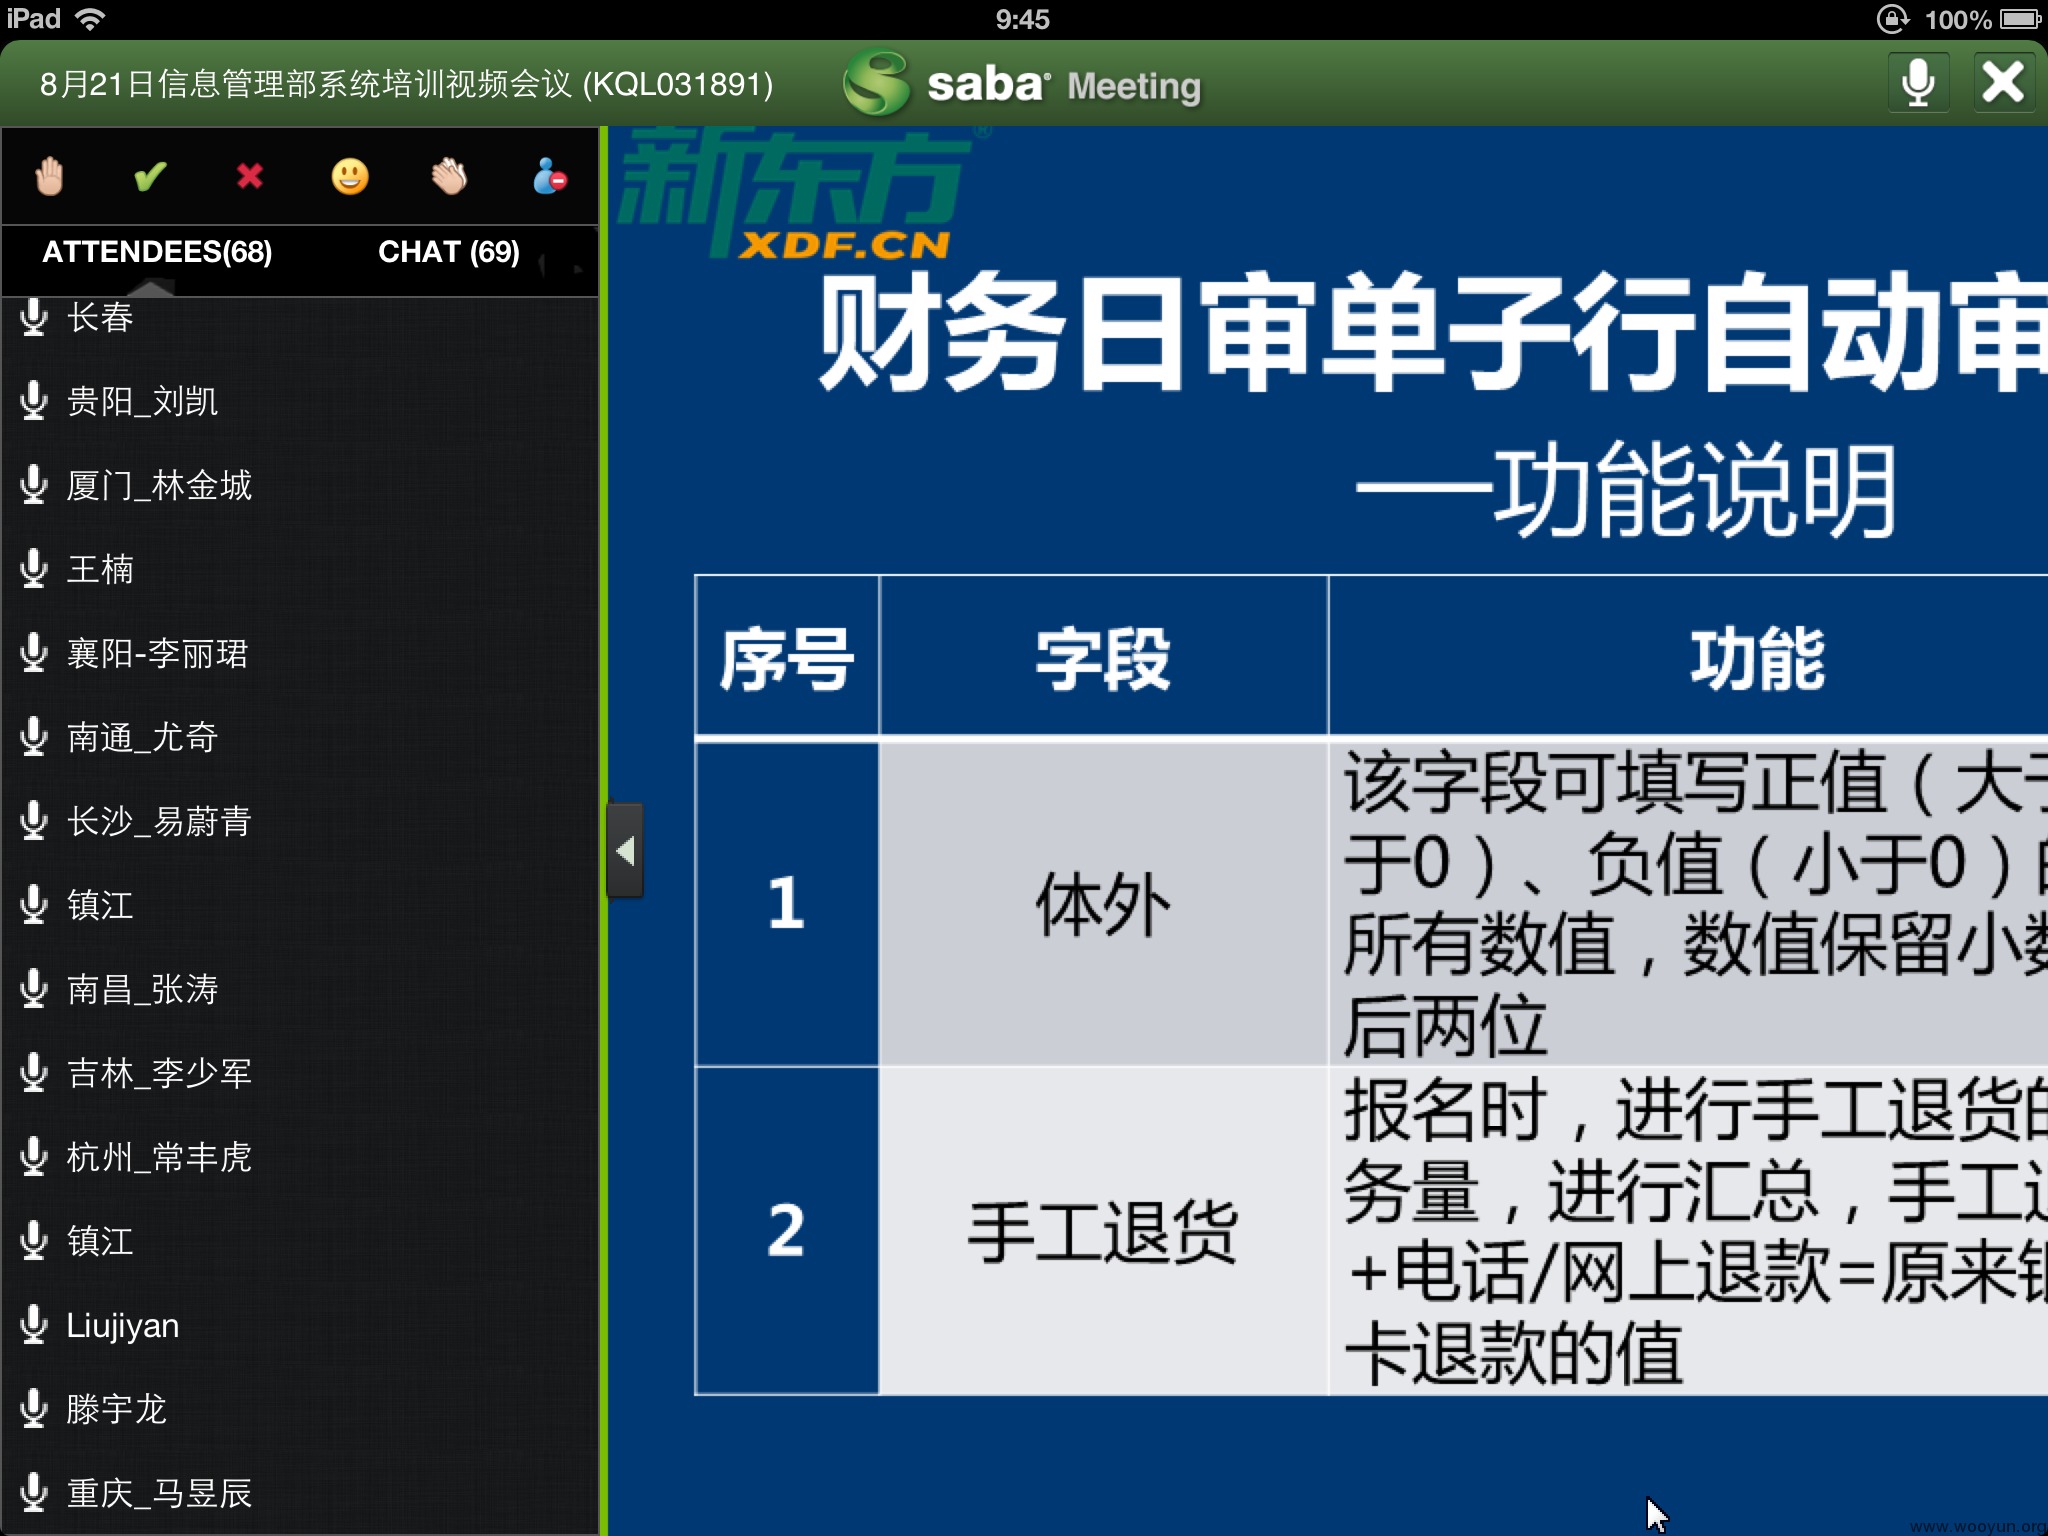 iPad 9:45 100%
8月21日信息管理部系统培训视频会议 (KQL031891) saba Meeting
ATTENDEES(68) CHAT (69)
长春
贵阳_刘凯
厦门_林金城
王楠
襄阳-李丽珺
南通_尤奇
长沙_易蔚青
镇江
南昌_张涛
吉林_李少军
杭州_常丰虎
镇江
Liujiyan
滕宇龙
重庆_马昱辰
新东方®
XDF.CN
财务日审单子行自动审
—功能说明
序号 字段 功能
1 体外
该字段可填写正值（大于
于0）、负值（小于0）的
所有数值，数值保留小数
后两位
2 手工退货
报名时，进行手工退货的
务量，进行汇总，手工退
+电话/网上退款=原来银
卡退款的值
www.wooyun.org